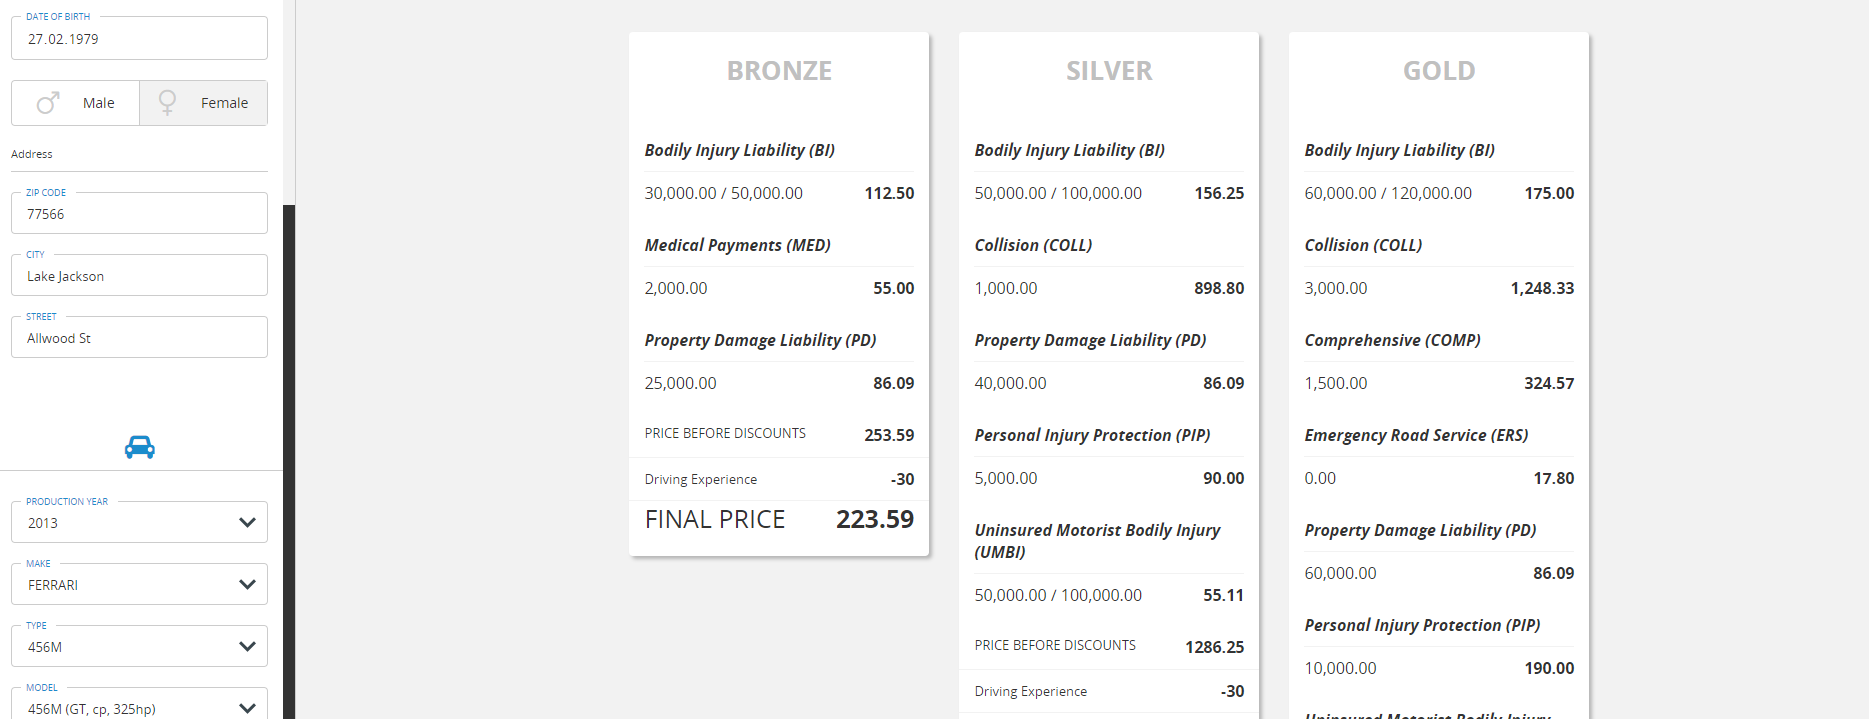 DATE OF BIRTH
27.02.1979
Male
Female
Address
ZIP CODE
77566
CITY
Lake Jackson
STREET
Allwood St
PRODUCTION YEAR
2013
MAKE
FERRARI
TYPE
456M
MODEL
456M (GT, cp, 325hp)
BRONZE
Bodily Injury Liability (BI)
30,000.00 / 50,000.00 112.50
Medical Payments (MED)
2,000.00 55.00
Property Damage Liability (PD)
25,000.00 86.09
PRICE BEFORE DISCOUNTS 253.59
Driving Experience -30
FINAL PRICE 223.59
SILVER
Bodily Injury Liability (BI)
50,000.00 / 100,000.00 156.25
Collision (COLL)
1,000.00 898.80
Property Damage Liability (PD)
40,000.00 86.09
Personal Injury Protection (PIP)
5,000.00 90.00
Uninsured Motorist Bodily Injury
(UMBI)
50,000.00 / 100,000.00 55.11
PRICE BEFORE DISCOUNTS 1286.25
Driving Experience -30
GOLD
Bodily Injury Liability (BI)
60,000.00 / 120,000.00 175.00
Collision (COLL)
3,000.00 1,248.33
Comprehensive (COMP)
1,500.00 324.57
Emergency Road Service (ERS)
0.00 17.80
Property Damage Liability (PD)
60,000.00 86.09
Personal Injury Protection (PIP)
10,000.00 190.00
Uninsured Motorist Bodily Injury